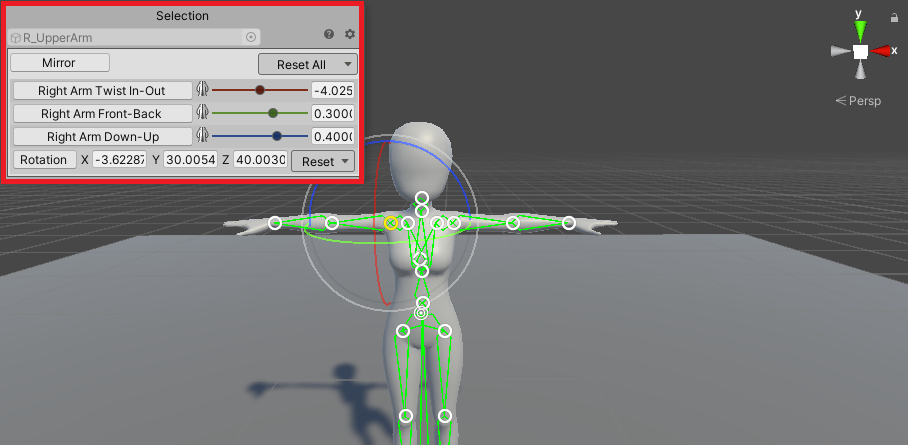 Selection
R_UpperArm
Mirror
Reset All
Right Arm Twist In-Out -4.025
Right Arm Front-Back 0.3000
Right Arm Down-Up 0.4000
Rotation X -3.62287 Y 30.0054 Z 40.0030 Reset
y
x
Persp